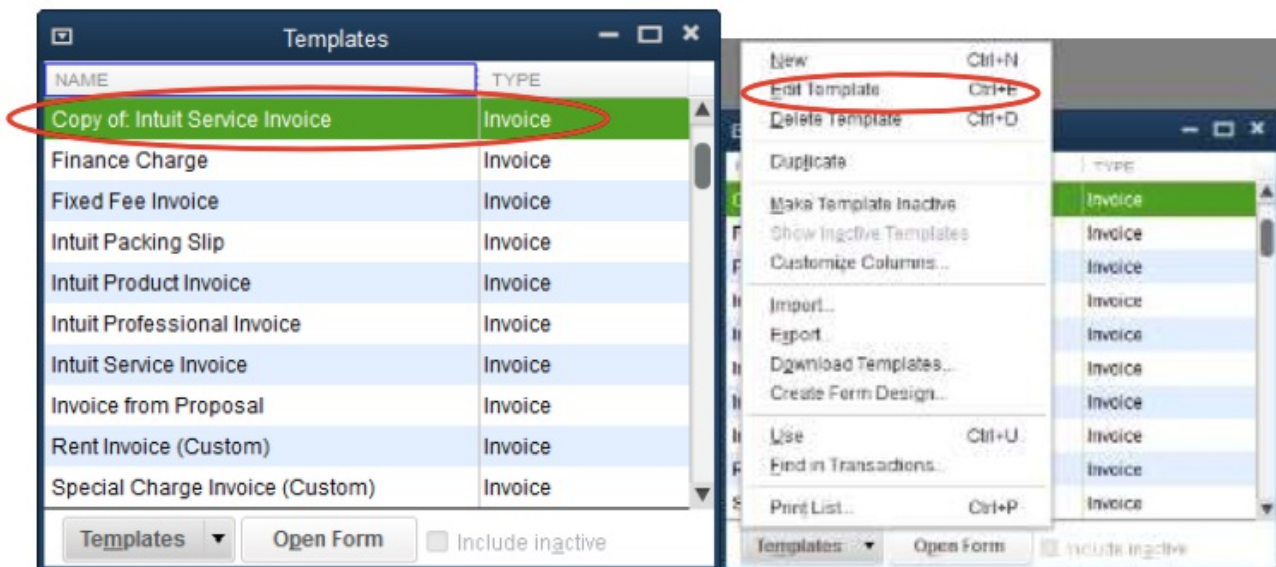 Templates
NAME TYPE
Copy of: Intuit Service Invoice Invoice
Finance Charge Invoice
Fixed Fee Invoice Invoice
Intuit Packing Slip Invoice
Intuit Product Invoice Invoice
Intuit Professional Invoice Invoice
Intuit Service Invoice Invoice
Invoice from Proposal Invoice
Rent Invoice (Custom) Invoice
Special Charge Invoice (Custom) Invoice
Templates Open Form Include inactive
New Ctrl+N
Edit Template Ctrl+E
Delete Template Ctrl+D
Duplicate
Make Template Inactive
Show Inactive Templates
Customize Columns...
Import...
Export...
Download Templates...
Create Form Design...
Use Ctrl+U
Find in Transactions...
Print List... Ctrl+P
TYPE
Invoice
Invoice
Invoice
Invoice
Invoice
Invoice
Invoice
Invoice
Invoice
Invoice
Templates Open Form Include inactive